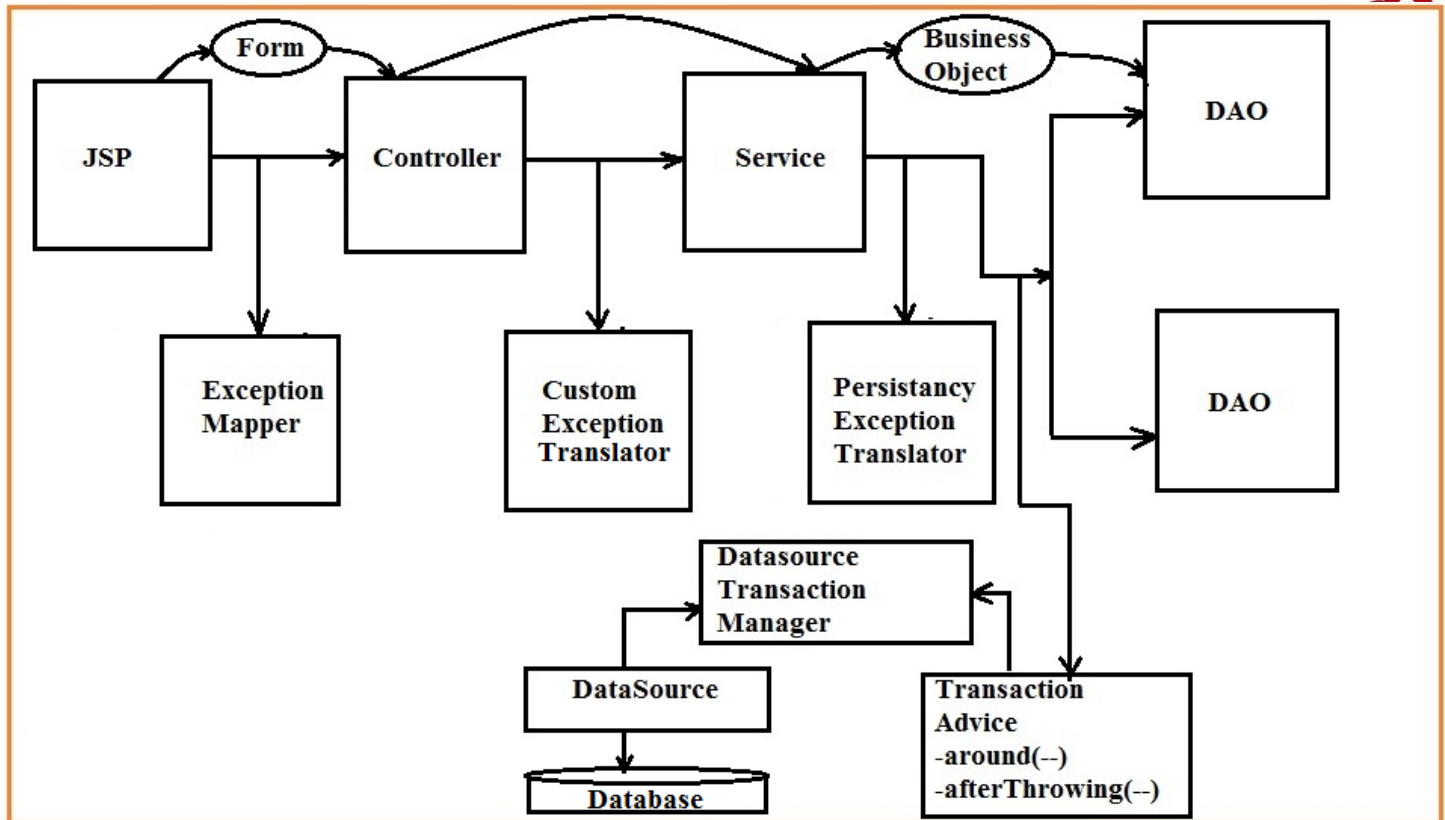 Form
Business
Object
JSP
Controller
Service
DAO
Exception
Mapper
Custom
Exception
Translator
Persistancy
Exception
Translator
DAO
Datasource
Transaction
Manager
DataSource
Database
Transaction
Advice
-around(--)
-afterThrowing(--)